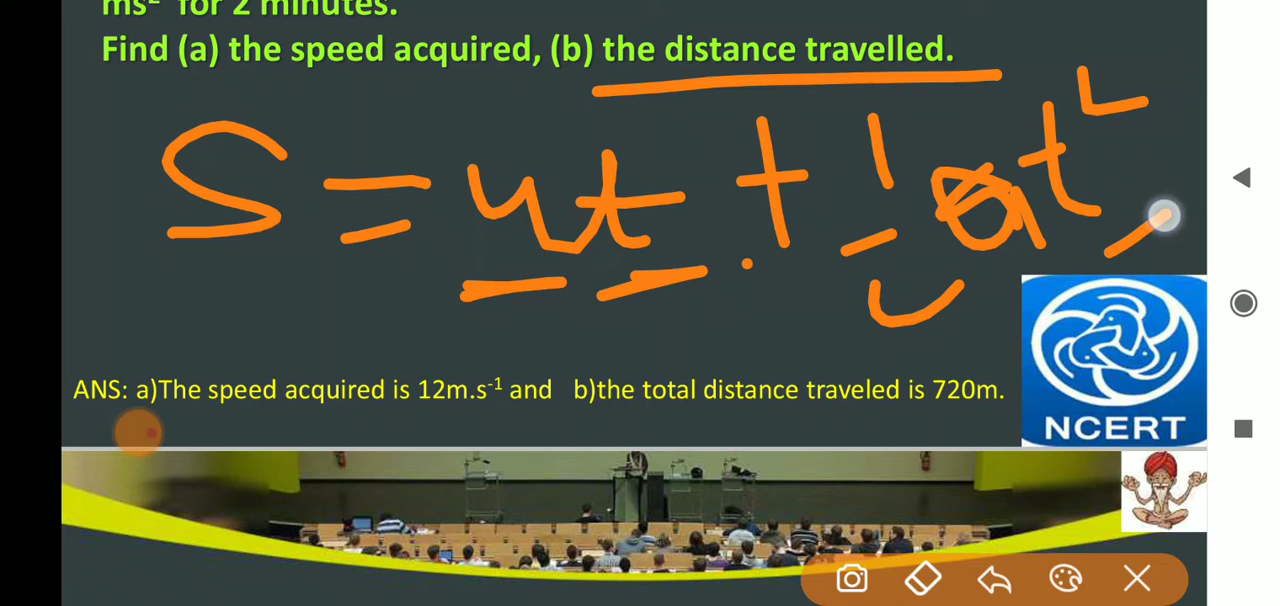 ms⁻² for 2 minutes.
Find (a) the speed acquired, (b) the distance travelled.
S = ut + 1 at²
ANS: a)The speed acquired is 12m.s⁻¹ and b)the total distance traveled is 720m.
NCERT